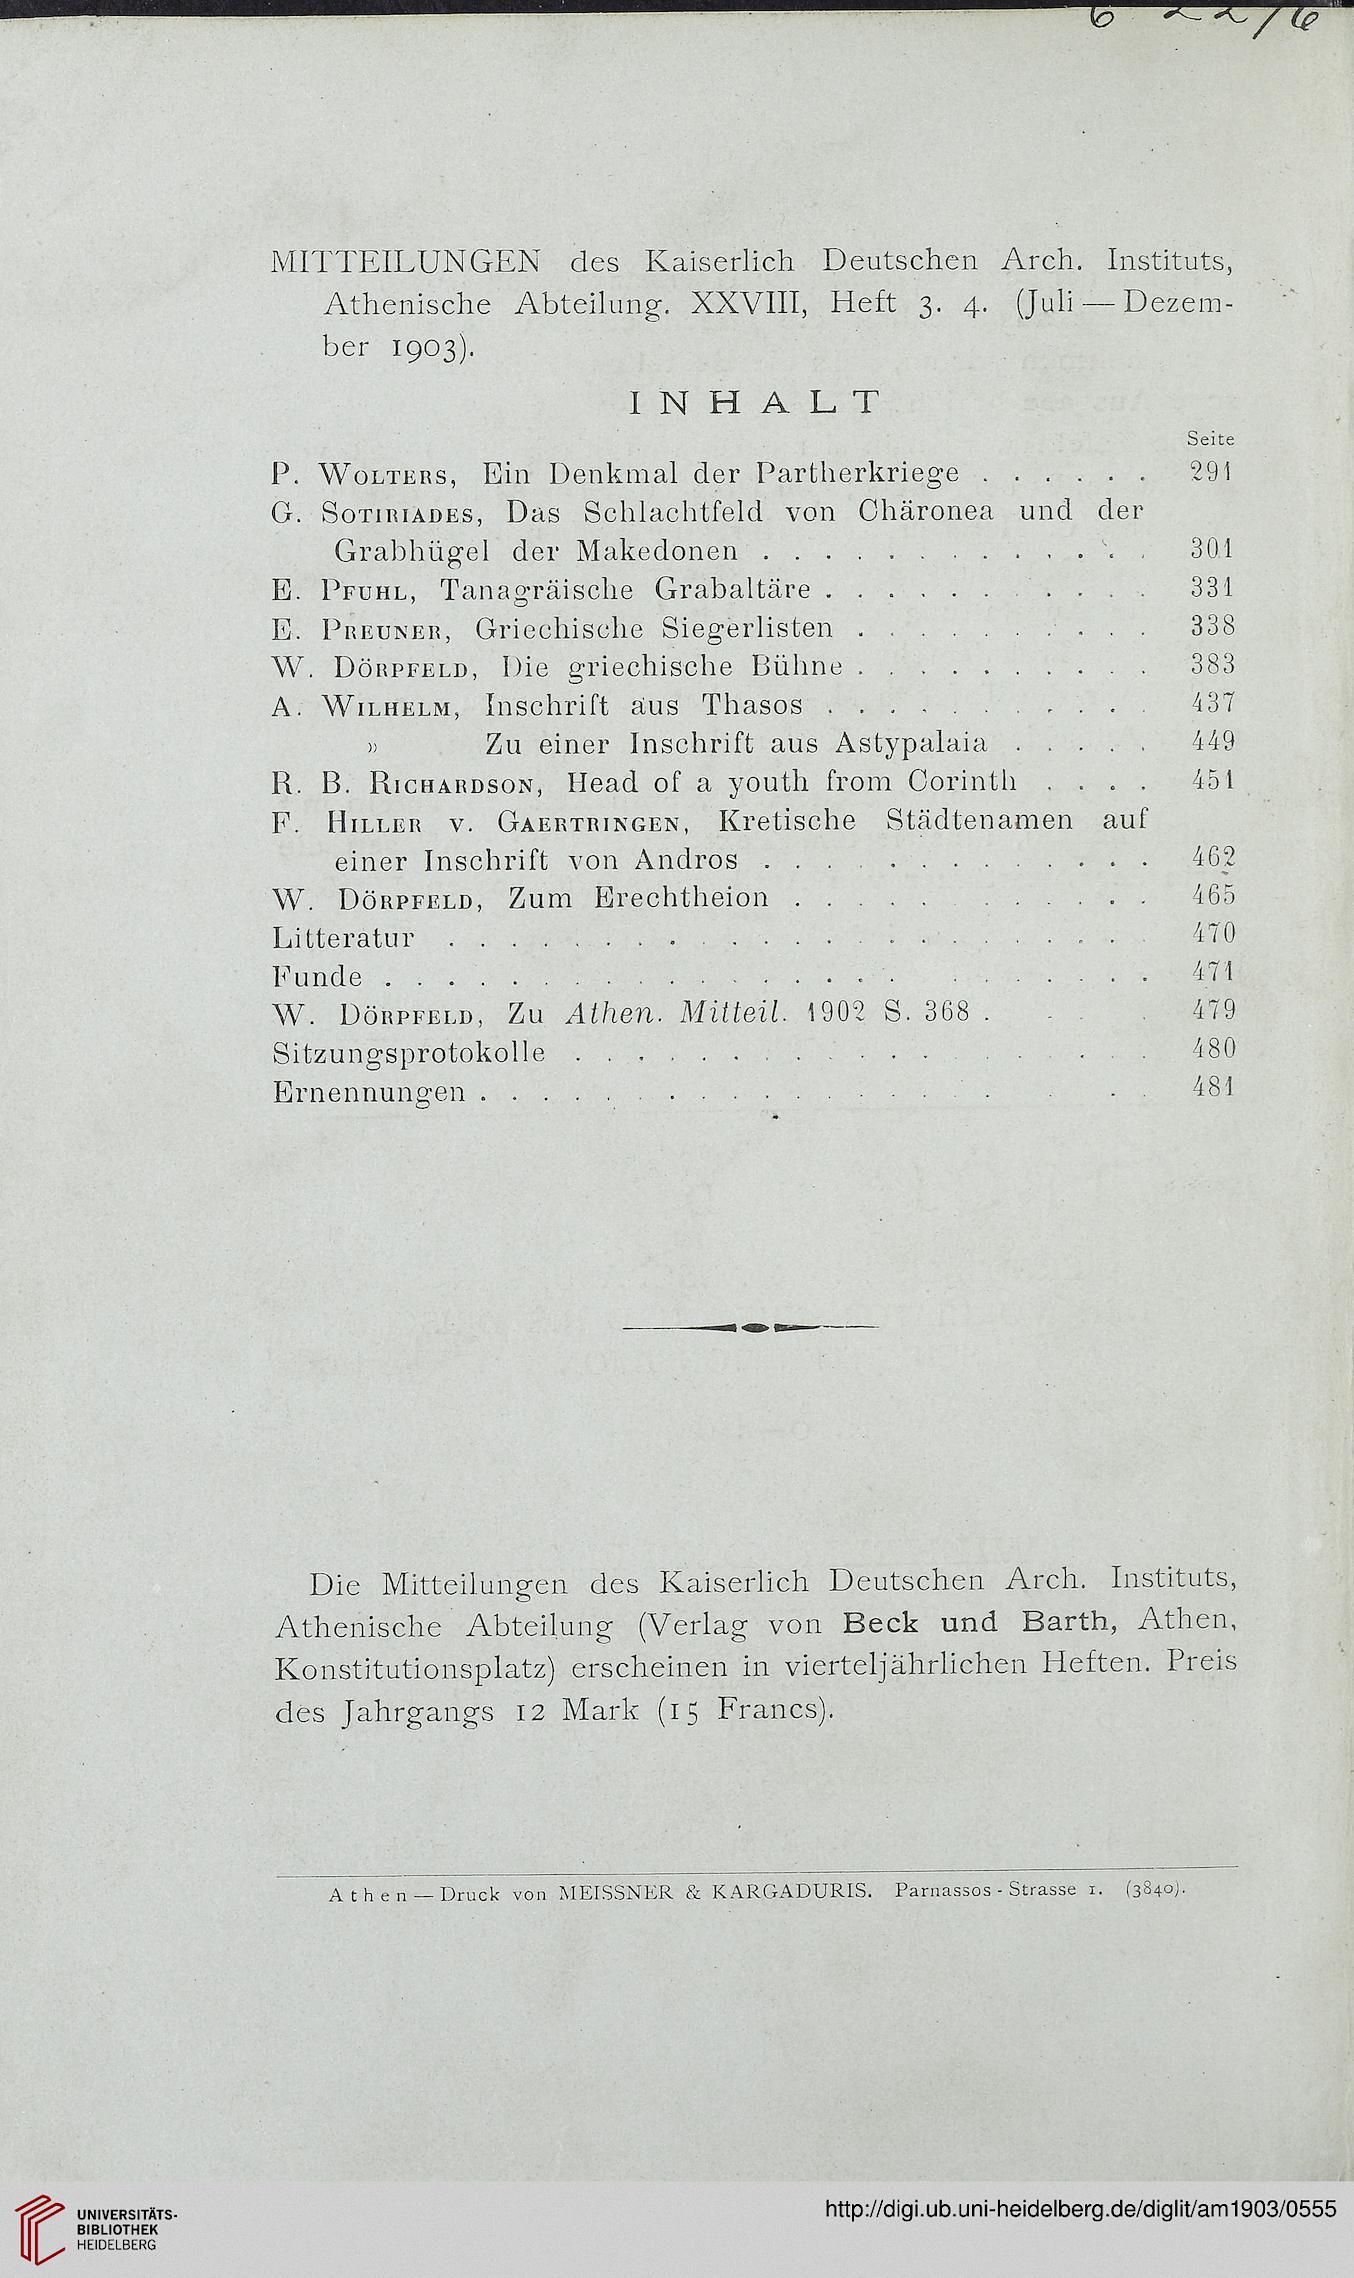 MITTEILUNGEN des Kaiserlich Deutschen Arch. Instituts,
Athenische Abteilung. XXVIII, Heft 3. 4. (Juli — Dezem-
ber 1903).
INHALT
Seite
P. WOLTERS, Ein Denkmal der Partherkriege . . . . . . 291
G. SOTIRIADES, Das Schlachtfeld von Chäronea und der
Grabhügel der Makedonen . . . . . . . . . . . . . 301
E. PFUHL, Tanagräische Grabaltäre . . . . . . . . . . . 331
E. PREUNER, Griechische Siegerlisten . . . . . . . . . . 338
W. DÖRPFELD, Die griechische Bühne . . . . . . . . . . 383
A. WILHELM, Inschrift aus Thasos . . . . . . . . . . . 437
» Zu einer Inschrift aus Astypalaia . . . . . 449
R. B. RICHARDSON, Head of a youth from Corinth . . . . 451
F. HILLER V. GAERTRINGEN, Kretische Städtenamen auf
einer Inschrift von Andros . . . . . . . . . . . . . 462
W. DÖRPFELD, Zum Erechtheion . . . . . . . . . . . . 465
Litteratur . . . . . . . . . . . . . . . . . . . . . . 470
Funde . . . . . . . . . . . . . . . . . . . . . . . . . 471
W. DÖRPFELD, Zu Athen. Mitteil. 1902 S. 368 . . . . 479
Sitzungsprotokolle . . . . . . . . . . . . . . . . . . 480
Ernennungen . . . . . . . . . . . . . . . . . . . . . 481
Die Mitteilungen des Kaiserlich Deutschen Arch. Instituts,
Athenische Abteilung (Verlag von Beck und Barth, Athen,
Konstitutionsplatz) erscheinen in vierteljährlichen Heften. Preis
des Jahrgangs 12 Mark (15 Francs).
Athen — Druck von MEISSNER & KARGADURIS. Parnassos-Strasse 1. (3840).
UNIVERSITÄTS-
BIBLIOTHEK
HEIDELBERG
http://digi.ub.uni-heidelberg.de/diglit/am1903/0555